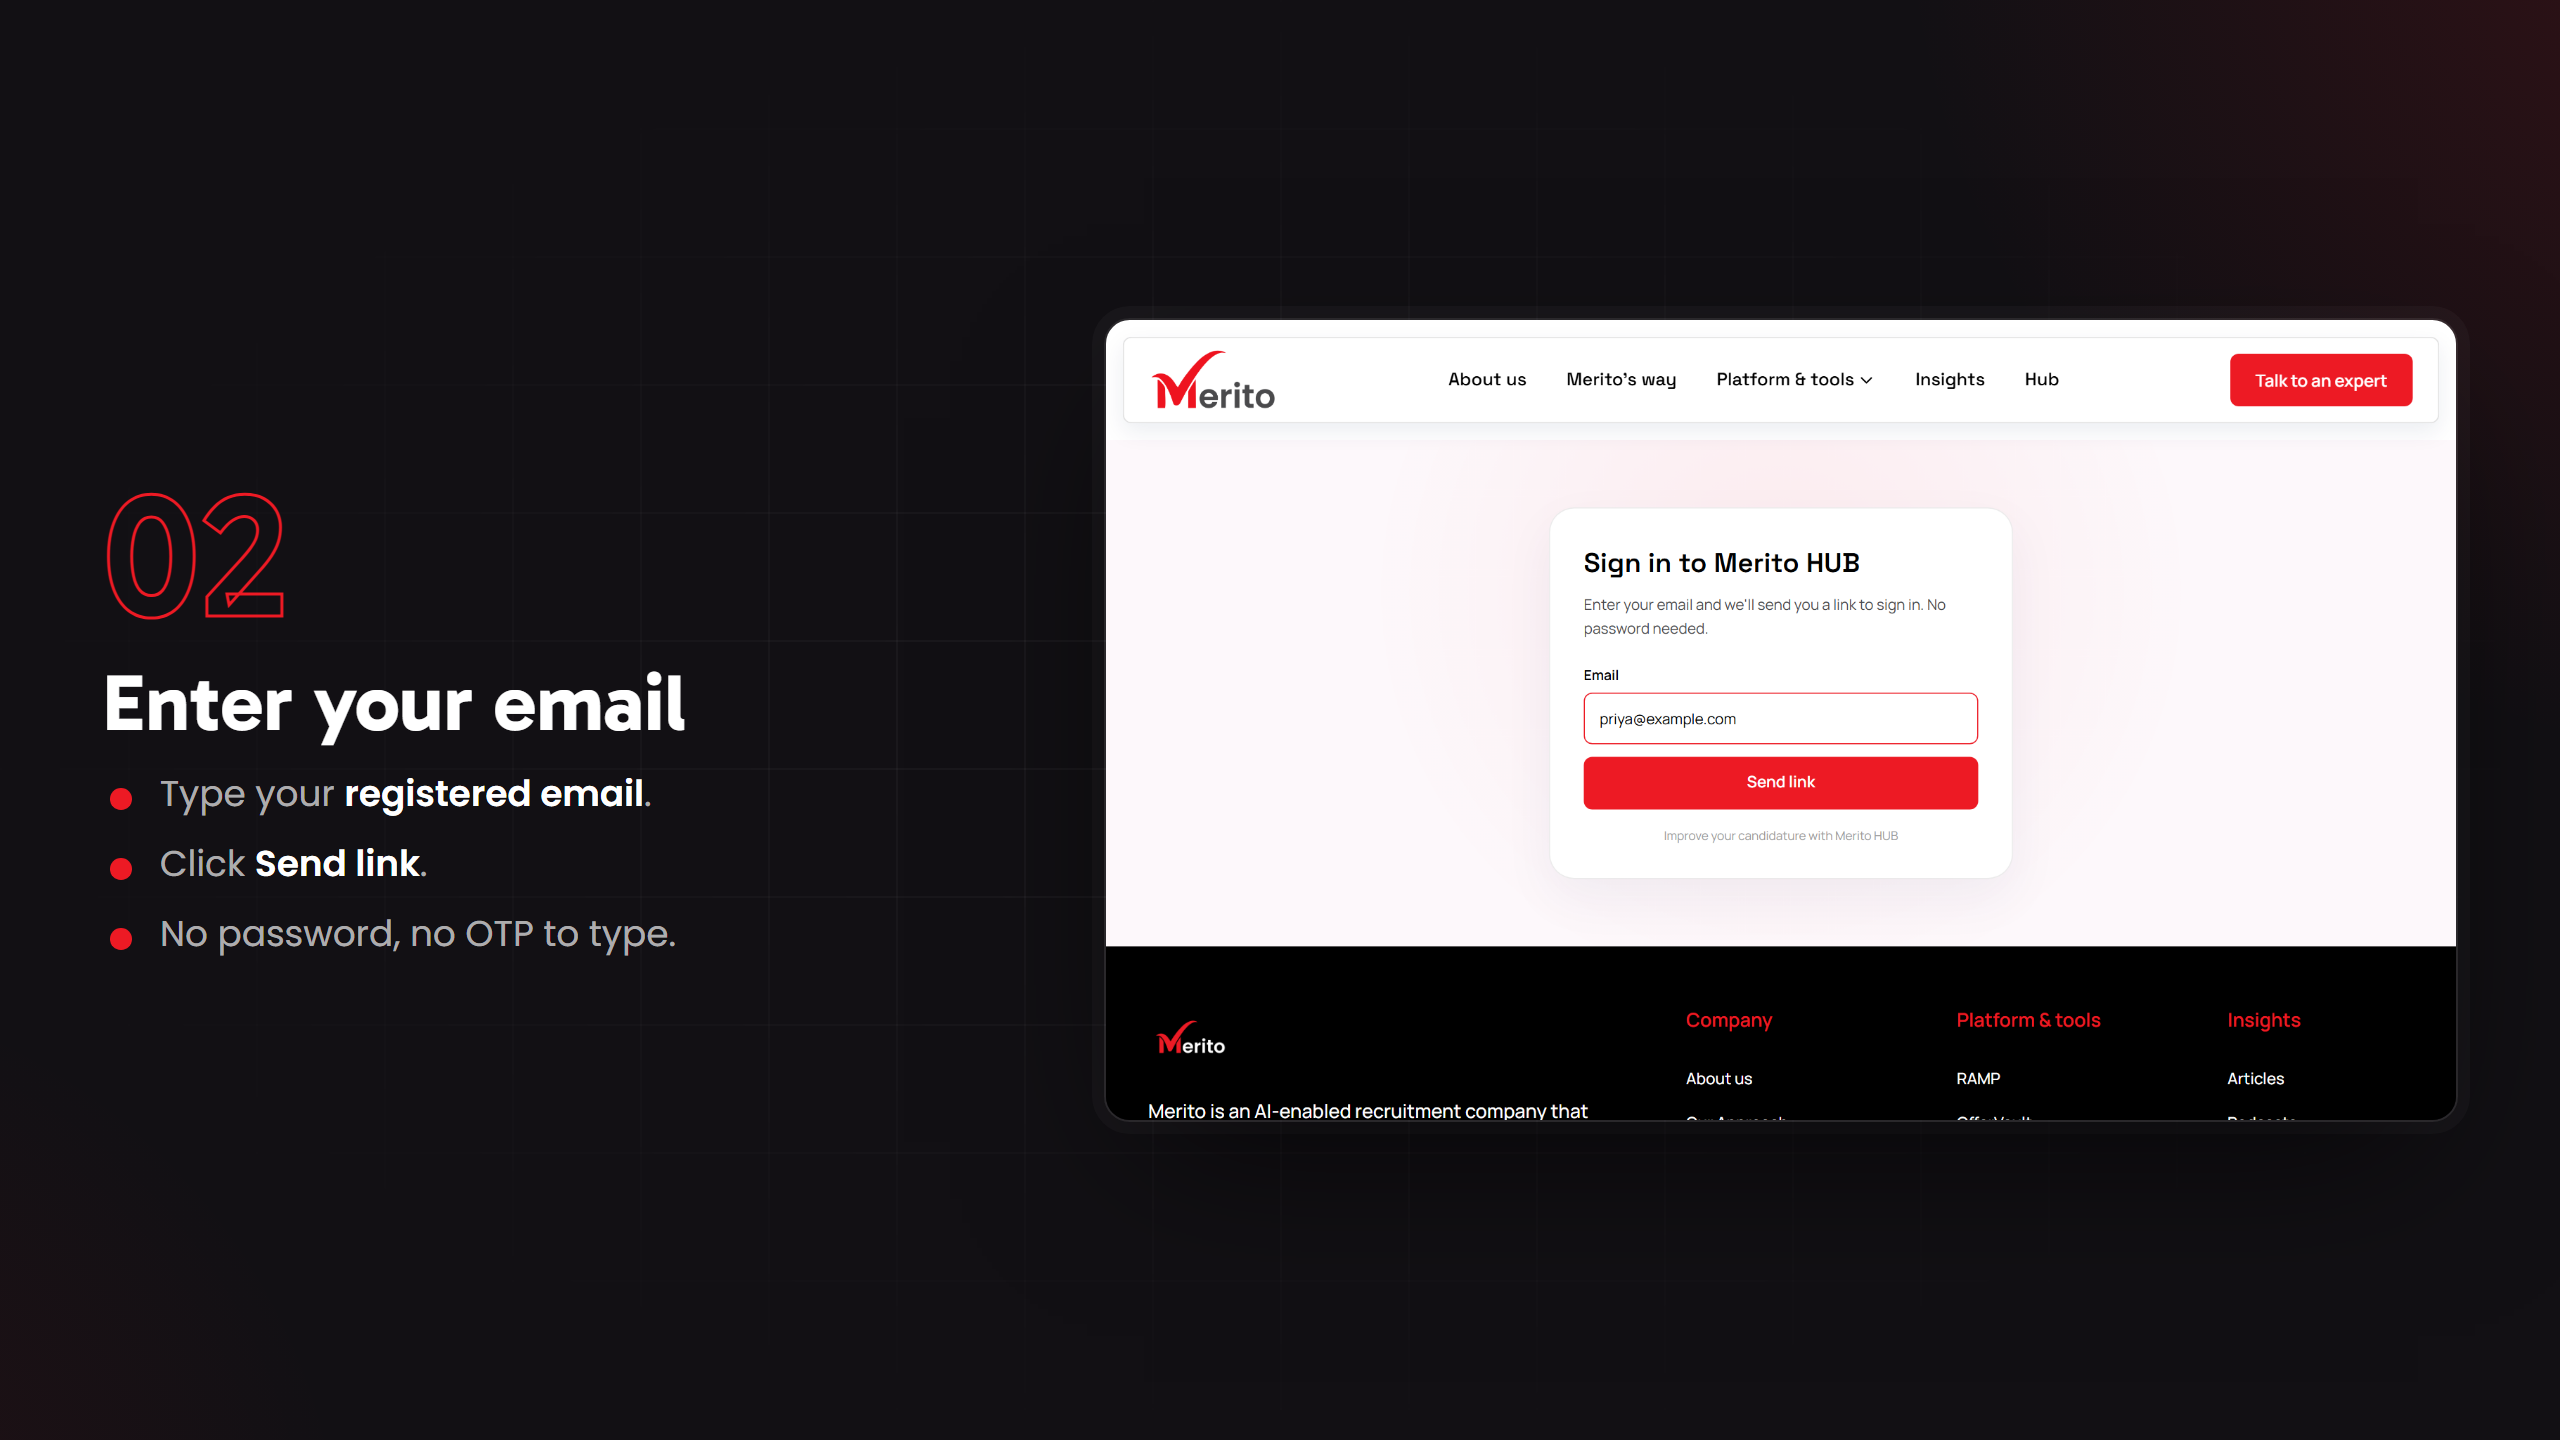 02
Enter your email
Type your registered email.
Click Send link.
No password, no OTP to type.
Merito
About us
Merito's way
Platform & tools
Insights
Hub
Talk to an expert
Sign in to Merito HUB
Enter your email and we'll send you a link to sign in. No
password needed.
Email
priya@example.com
Send link
Improve your candidature with Merito HUB
Merito
Merito is an AI-enabled recruitment company that
Company
About us
Platform & tools
RAMP
Insights
Articles